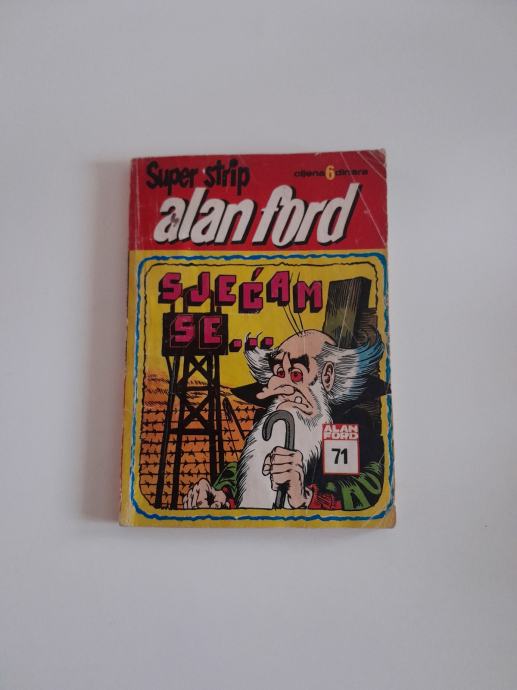 Super strip
cijena 6 dinara
alan ford
SJEĆAM
SE...
ALAN
FORD
71